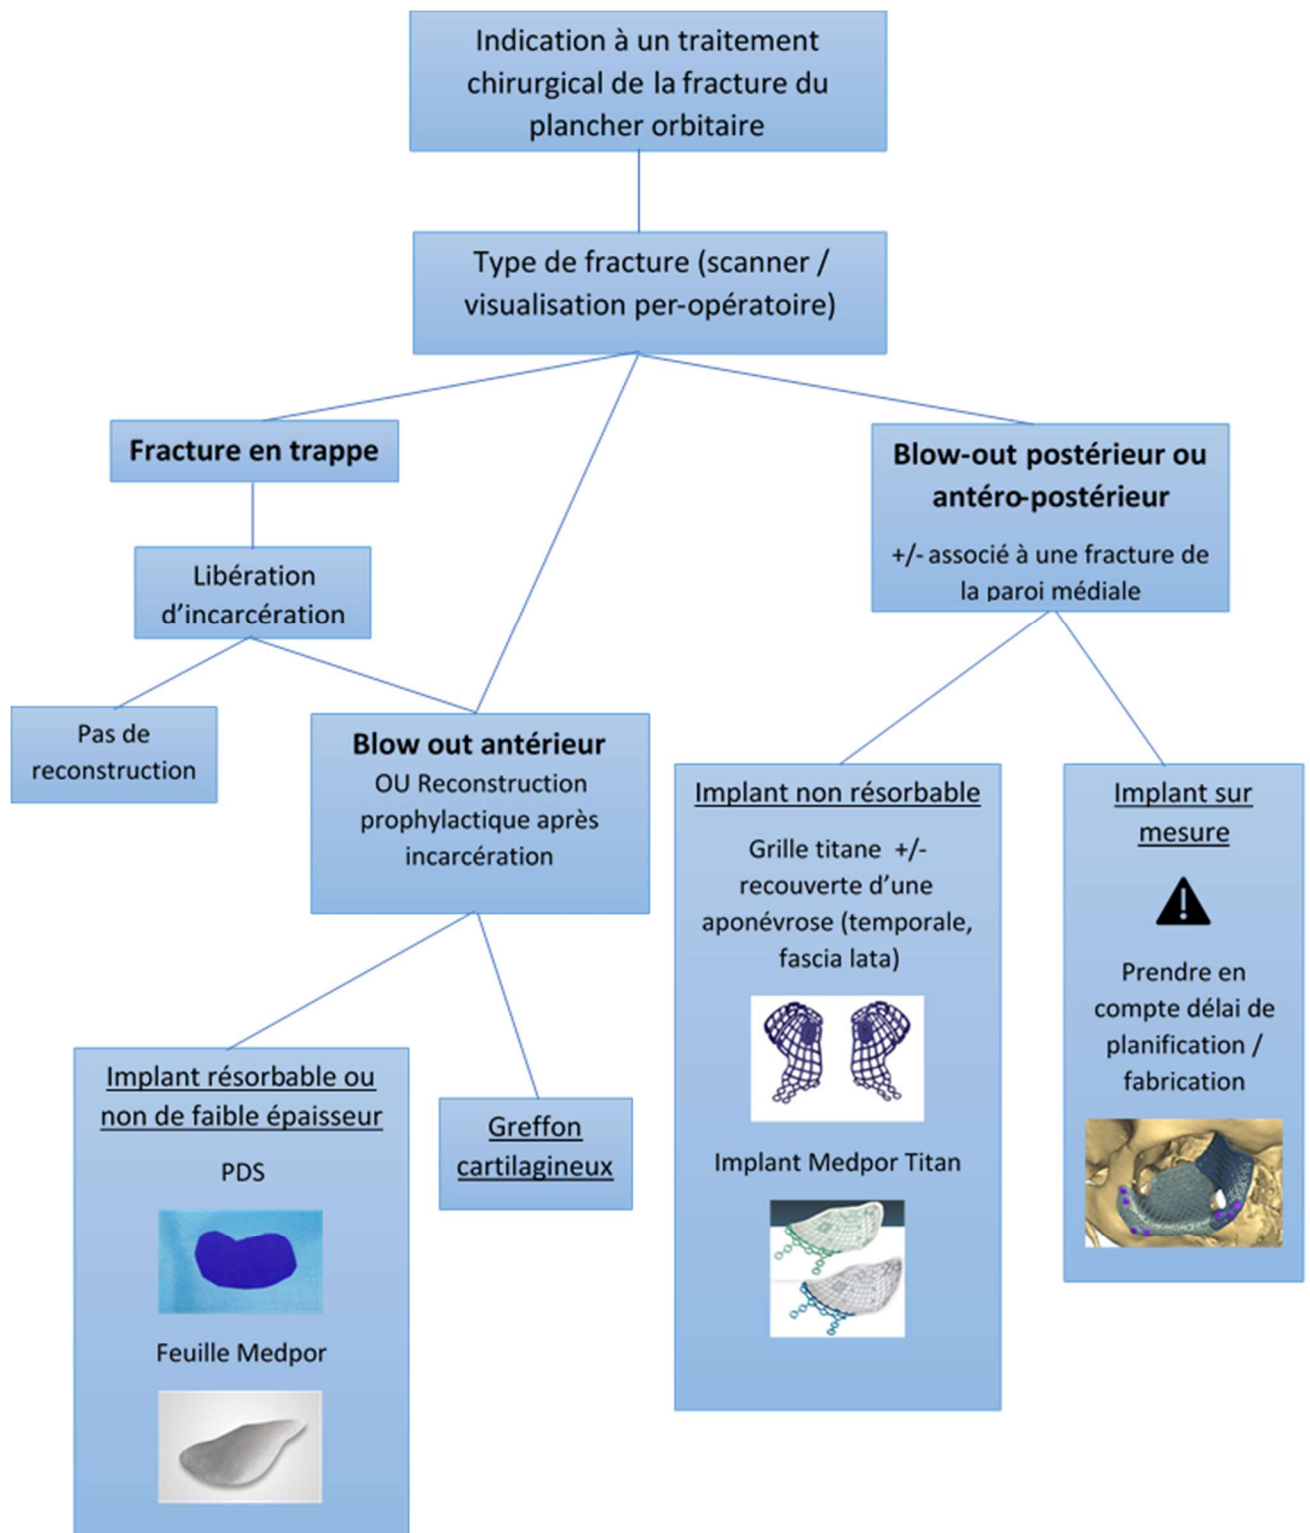 Indication à un traitement
chirurgical de la fracture du
plancher orbitaire
Type de fracture (scanner /
visualisation per-opératoire)
Fracture en trappe
Libération
d'incarcération
Pas de
reconstruction
Blow out antérieur
OU Reconstruction
prophylactique après
incarcération
Implant résorbable ou
non de faible épaisseur
PDS
Feuille Medpor
Greffon
cartilagineux
Blow-out postérieur ou
antéro-postérieur
+/- associé à une fracture de
la paroi médiale
Implant non résorbable
Grille titane +/-
recouverte d'une
aponévrose (temporale,
fascia lata)
Implant Medpor Titan
Implant sur
mesure
Prendre en
compte délai de
planification /
fabrication